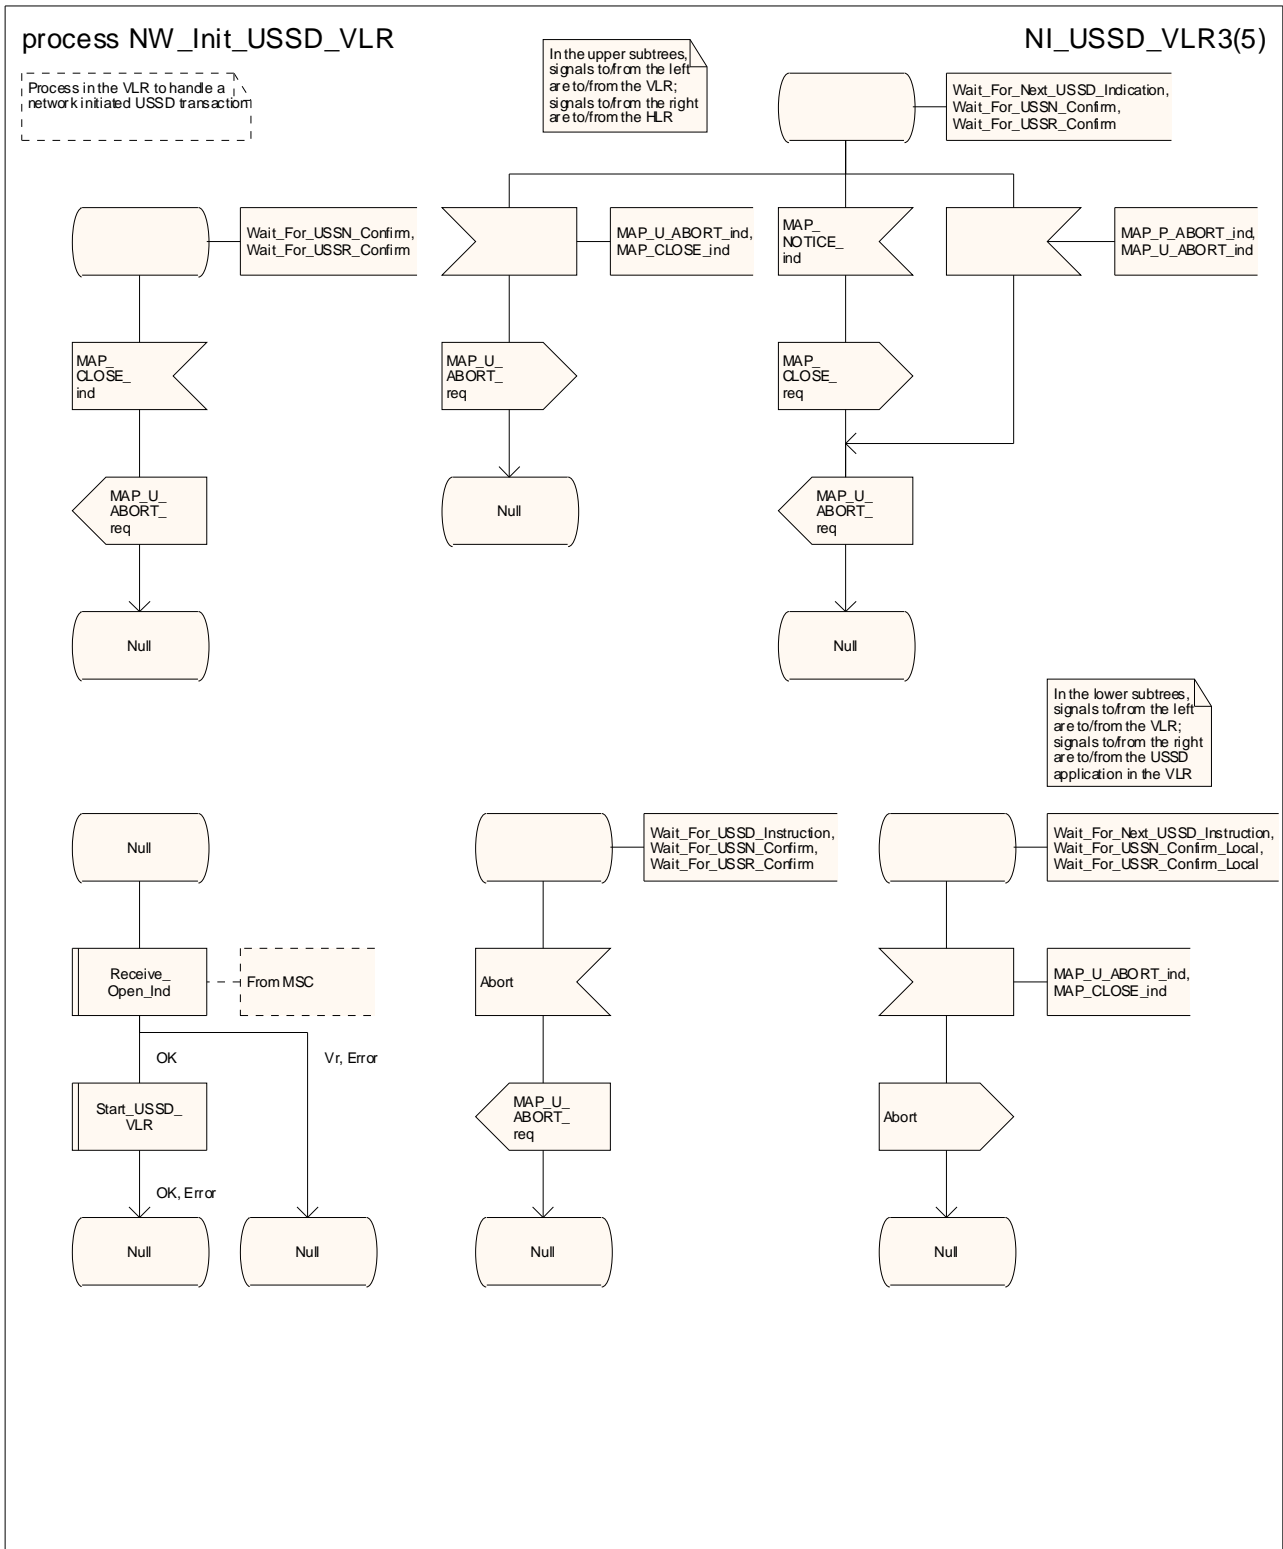 process NW_Init_USSD_VLR
NI_USSD_VLR3(5)
Process in the VLR to handle a
network initiated USSD transaction
In the upper subtrees,
signals to/from the left
are to/from the VLR;
signals to/from the right
are to/from the HLR
Wait_For_Next_USSD_Indication,
Wait_For_USSN_Confirm,
Wait_For_USSR_Confirm
Wait_For_USSN_Confirm,
Wait_For_USSR_Confirm
MAP_U_ABORT_ind,
MAP_CLOSE_ind
MAP_
NOTICE_
ind
MAP_P_ABORT_ind,
MAP_U_ABORT_ind
MAP_
CLOSE_
ind
MAP_U_
ABORT_
req
MAP_
CLOSE_
req
MAP_U_
ABORT_
req
Null
MAP_U_
ABORT_
req
Null
Null
In the lower subtrees,
signals to/from the left
are to/from the VLR;
signals to/from the right
are to/from the USSD
application in the VLR
Null
Wait_For_USSD_Instruction,
Wait_For_USSN_Confirm,
Wait_For_USSR_Confirm
Wait_For_Next_USSD_Instruction,
Wait_For_USSN_Confirm_Local,
Wait_For_USSR_Confirm_Local
Receive_
Open_Ind
From MSC
Abort
MAP_U_ABORT_ind,
MAP_CLOSE_ind
OK
Vr, Error
Start_USSD_
VLR
MAP_U_
ABORT_
req
Abort
OK, Error
Null
Null
Null
Null